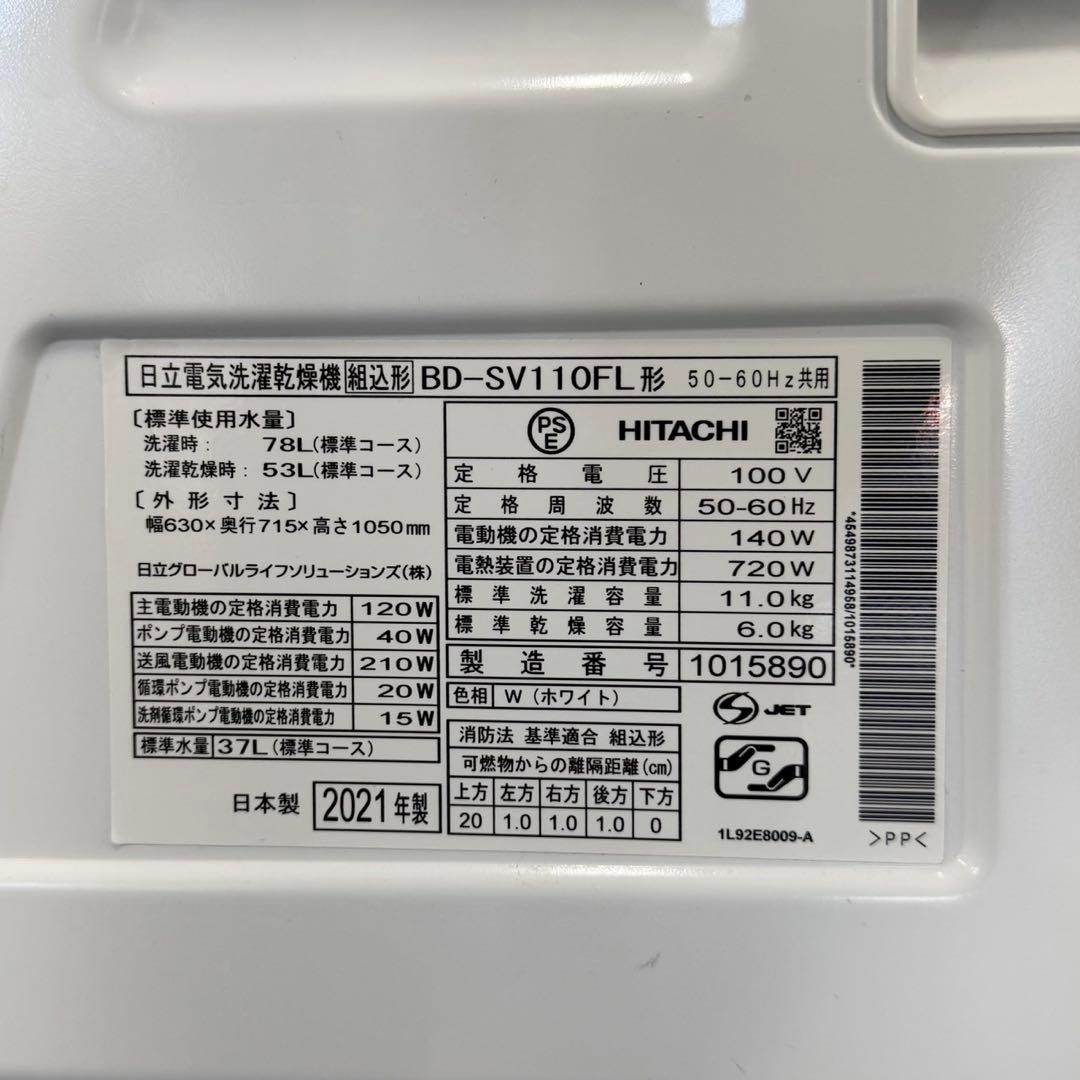 日立電気洗濯乾燥機 組込形 BD-SV110FL形 50-60Hz共用
〔標準使用水量〕
洗濯時: 78L(標準コース)
洗濯乾燥時: 53L(標準コース)
〔外形寸法〕
幅630×奥行715×高さ1050mm
日立グローバルライフソリューションズ(株)
主電動機の定格消費電力 120W
ポンプ電動機の定格消費電力 40W
送風電動機の定格消費電力 210W
循環ポンプ電動機の定格消費電力 20W
洗剤循環ポンプ電動機の定格消費電力 15W
標準水量 37L(標準コース)
日本製 2021年製
PSE HITACHI
定格電圧 100V
定格周波数 50-60Hz
電動機の定格消費電力 140W
電熱装置の定格消費電力 720W
標準洗濯容量 11.0kg
標準乾燥容量 6.0kg
製造番号 1015890
色相 W(ホワイト)
消防法 基準適合 組込形
可燃物からの離隔距離(cm)
上方 左方 右方 後方 下方
20 1.0 1.0 1.0 0
S JET
G
1L92E8009-A
*4549873114958/1015890*
>PP<